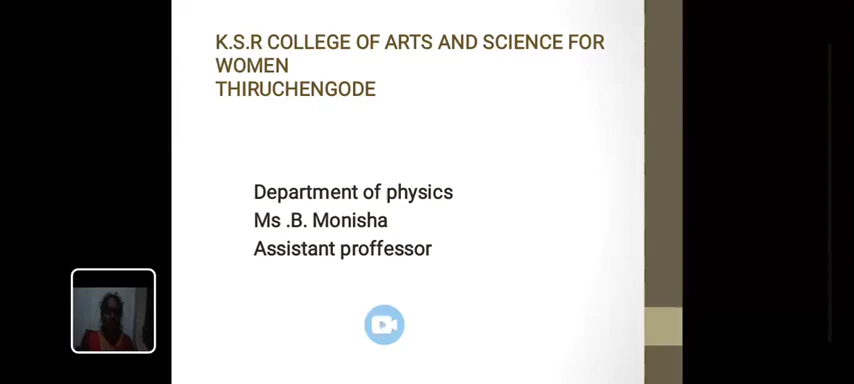 K.S.R COLLEGE OF ARTS AND SCIENCE FOR
WOMEN
THIRUCHENGODE
Department of physics
Ms .B. Monisha
Assistant proffessor